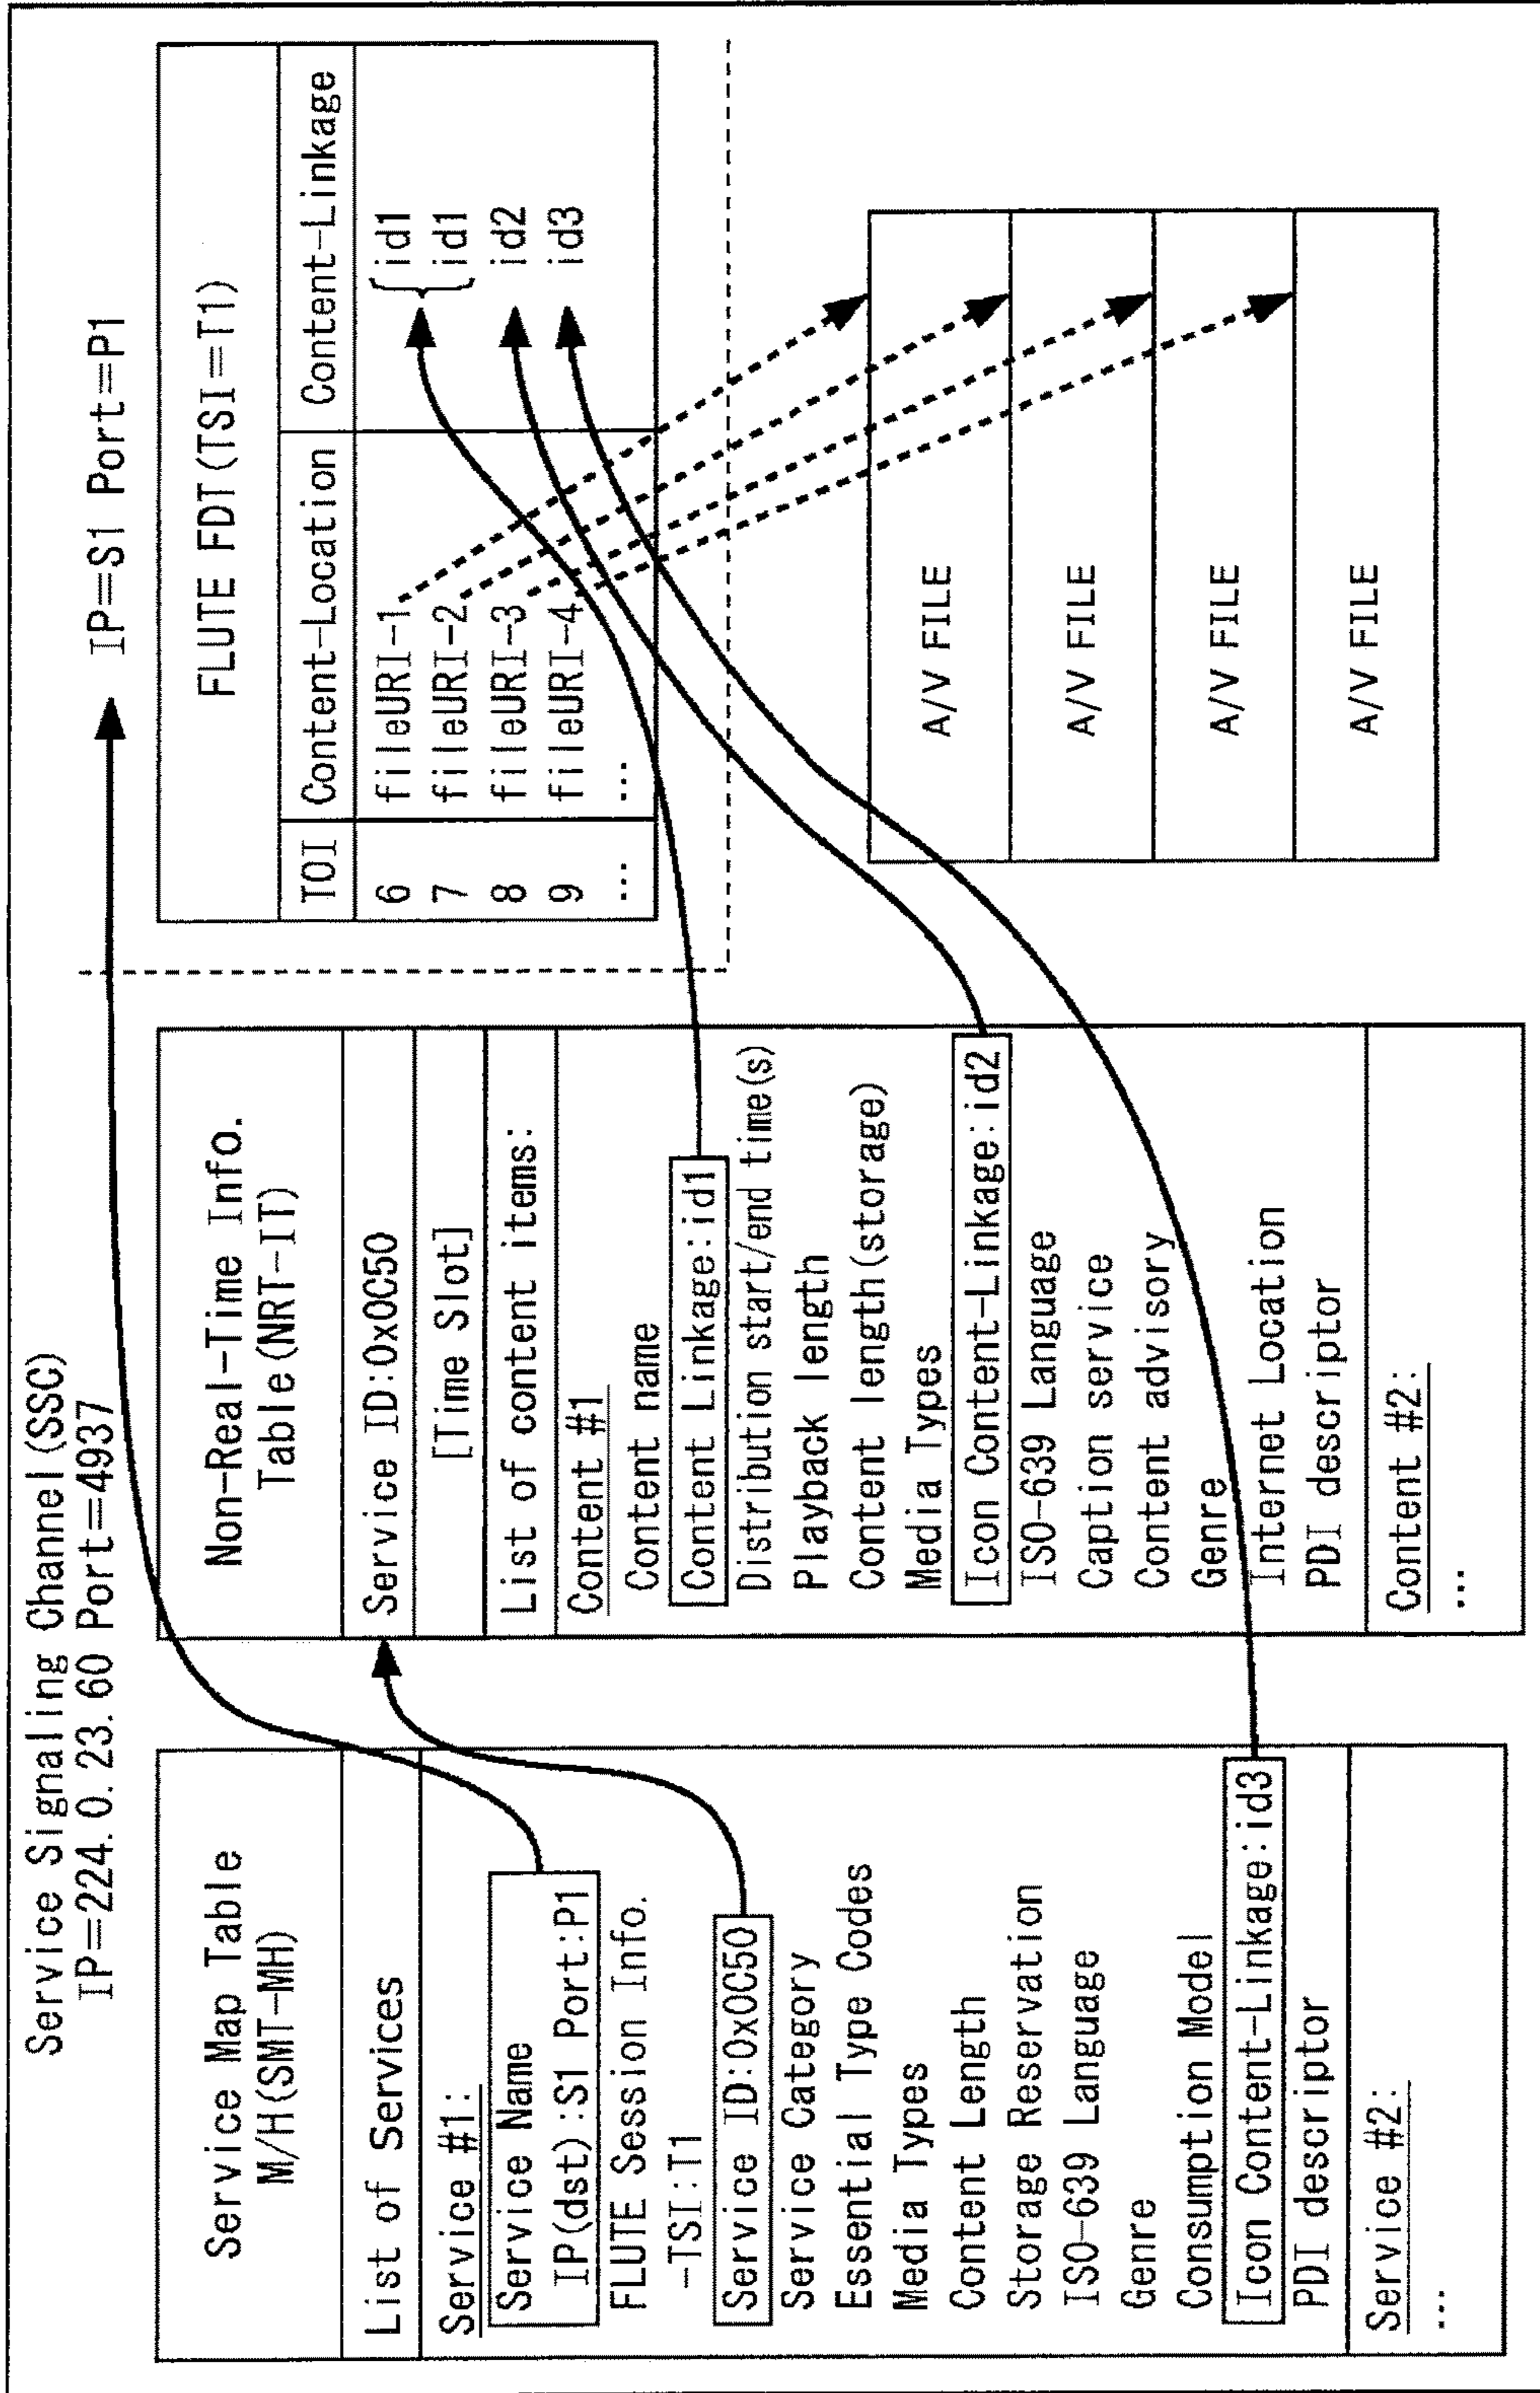 Service Signaling Channel(SSC)
IP=224.0.23.60 Port=4937
Service Map Table
M/H(SMT-MH)
List of Services
Service #1:
Service Name
IP(dst):S1 Port:P1
FLUTE Session Info.
-TSI:T1
Service ID:0x0C50
Service Category
Essential Type Codes
Media Types
Content Length
Storage Reservation
ISO-639 Language
Genre
Consumption Model
Icon Content-Linkage:id3
PDI descriptor
Service #2:
...
Non-Real-Time Info.
Table(NRT-IT)
Service ID:0x0C50
[Time Slot]
List of content items:
Content #1
Content name
Content Linkage:id1
Distribution start/end time(s)
Playback length
Content length(storage)
Media Types
Icon Content-Linkage:id2
ISO-639 Language
Caption service
Content advisory
Genre
Internet Location
PDI descriptor
Content #2:
...
IP=S1 Port=P1
FLUTE FDT(TSI=T1)
TOI Content-Location Content-Linkage
6 fileURI-1 id1
7 fileURI-2 id1
8 fileURI-3 id2
9 fileURI-4 id3
... ...
A/V FILE
A/V FILE
A/V FILE
A/V FILE